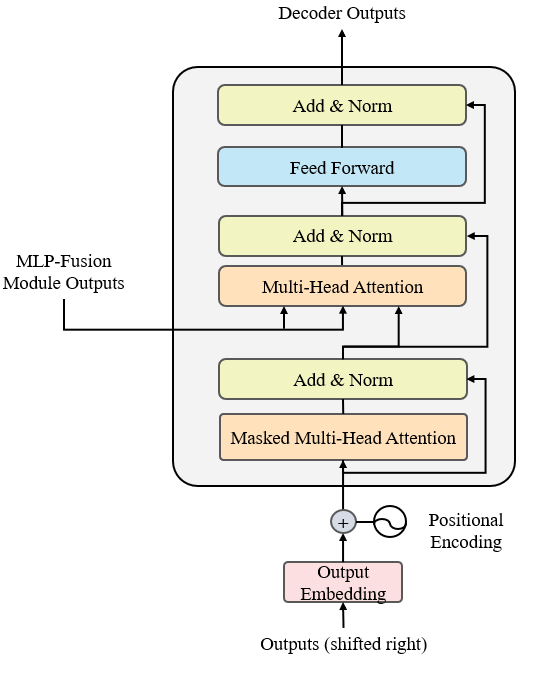 Decoder Outputs
Add & Norm
Feed Forward
Add & Norm
MLP-Fusion
Module Outputs
Multi-Head Attention
Add & Norm
Masked Multi-Head Attention
+
Positional
Encoding
Output
Embedding
Outputs (shifted right)